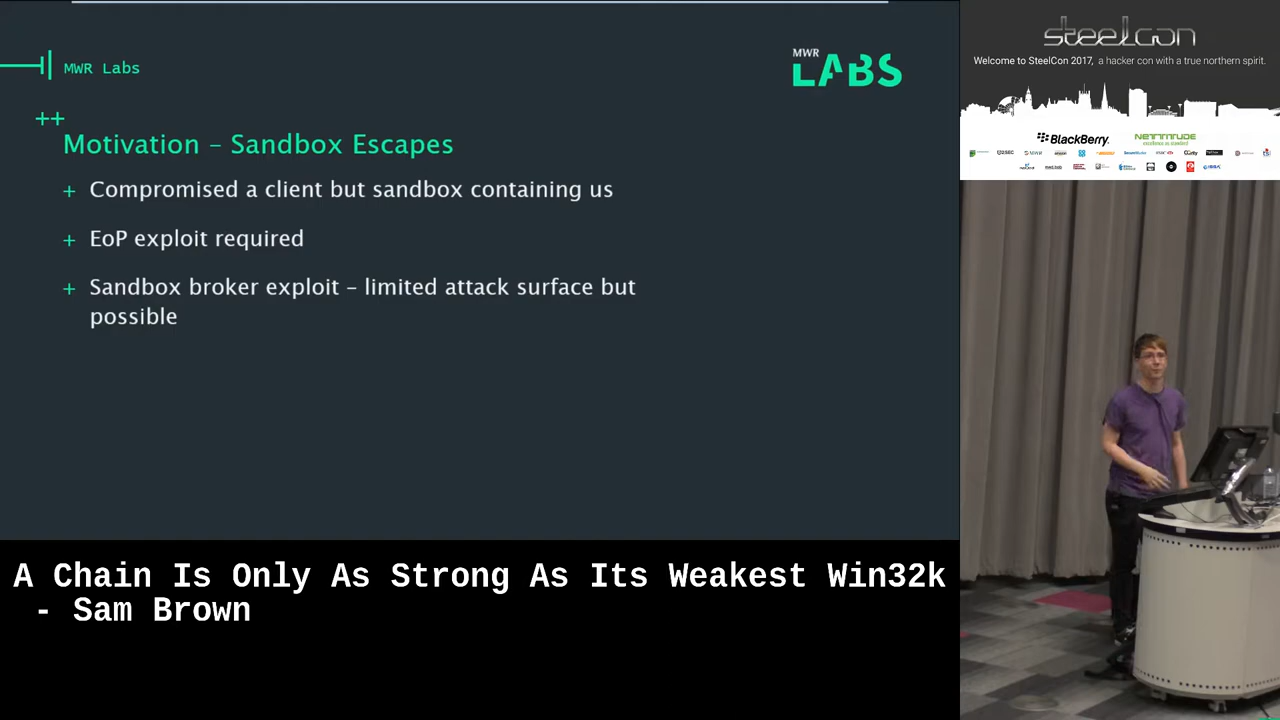 MWR Labs
MWR
LABS
++
Motivation – Sandbox Escapes
+ Compromised a client but sandbox containing us
+ EoP exploit required
+ Sandbox broker exploit – limited attack surface but
possible
A Chain Is Only As Strong As Its Weakest Win32k
- Sam Brown
steelcon
Welcome to SteelCon 2017, a hacker con with a true northern spirit.
BlackBerry
NETTITUDE